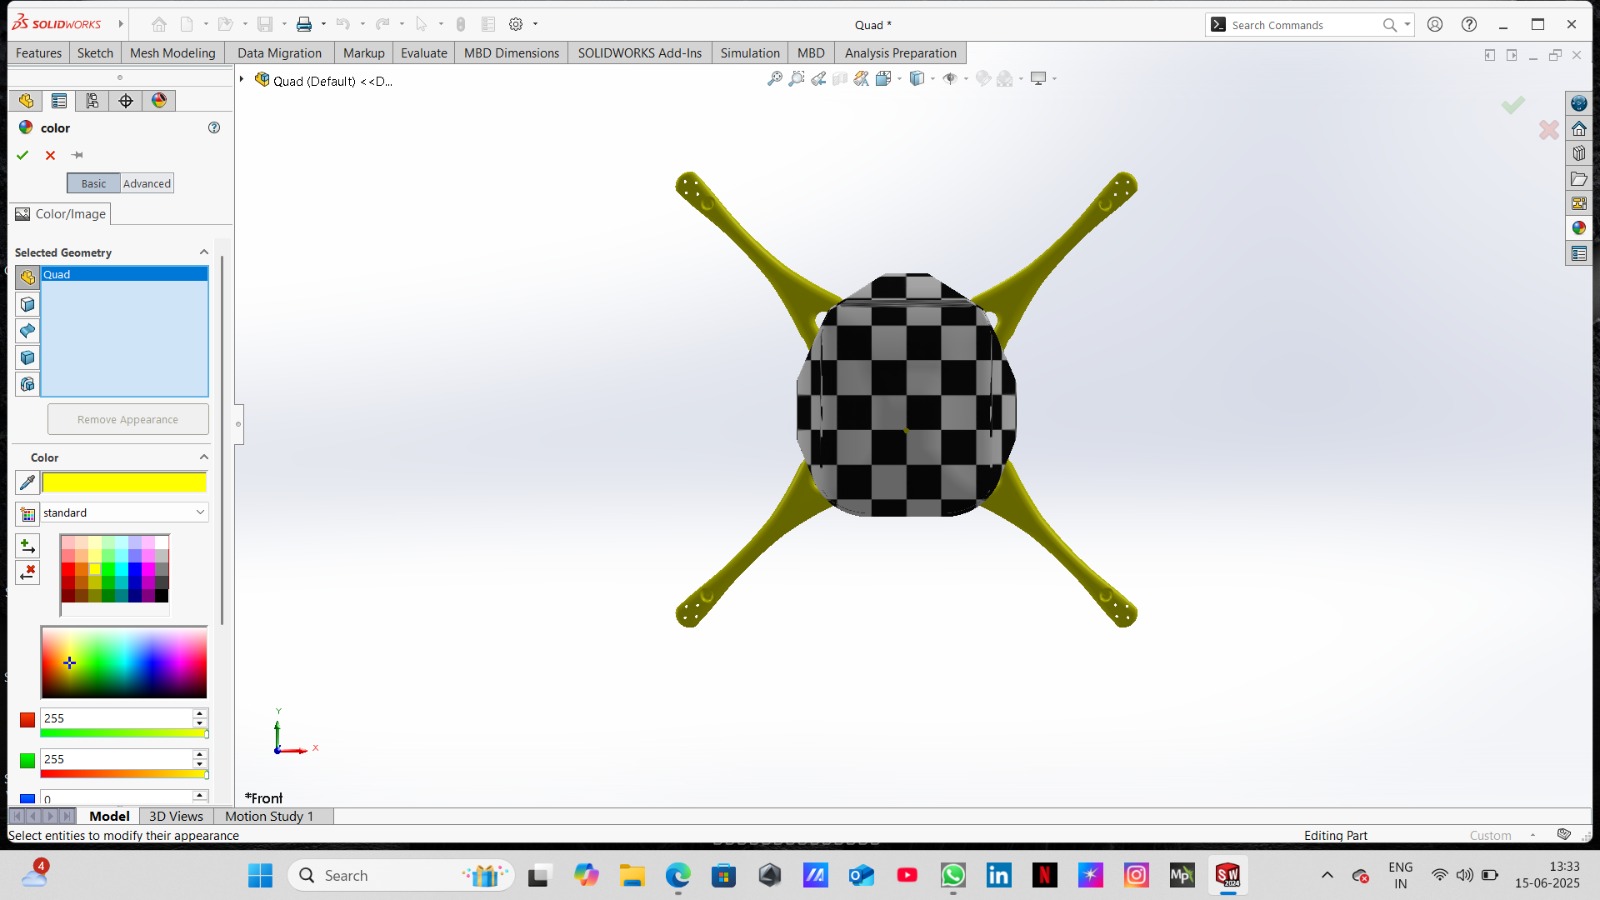 SOLIDWORKS
Quad *
Search Commands
Features Sketch Mesh Modeling Data Migration Markup Evaluate MBD Dimensions SOLIDWORKS Add-Ins Simulation MBD Analysis Preparation
Quad (Default) <<D...
color
Basic Advanced
Color/Image
Selected Geometry
Quad
Remove Appearance
Color
standard
255
255
0
Y
X
*Front
Model 3D Views Motion Study 1
Select entities to modify their appearance
Editing Part
Custom
4
Search
Mp
SW
2024
ENG
IN
13:33
15-06-2025